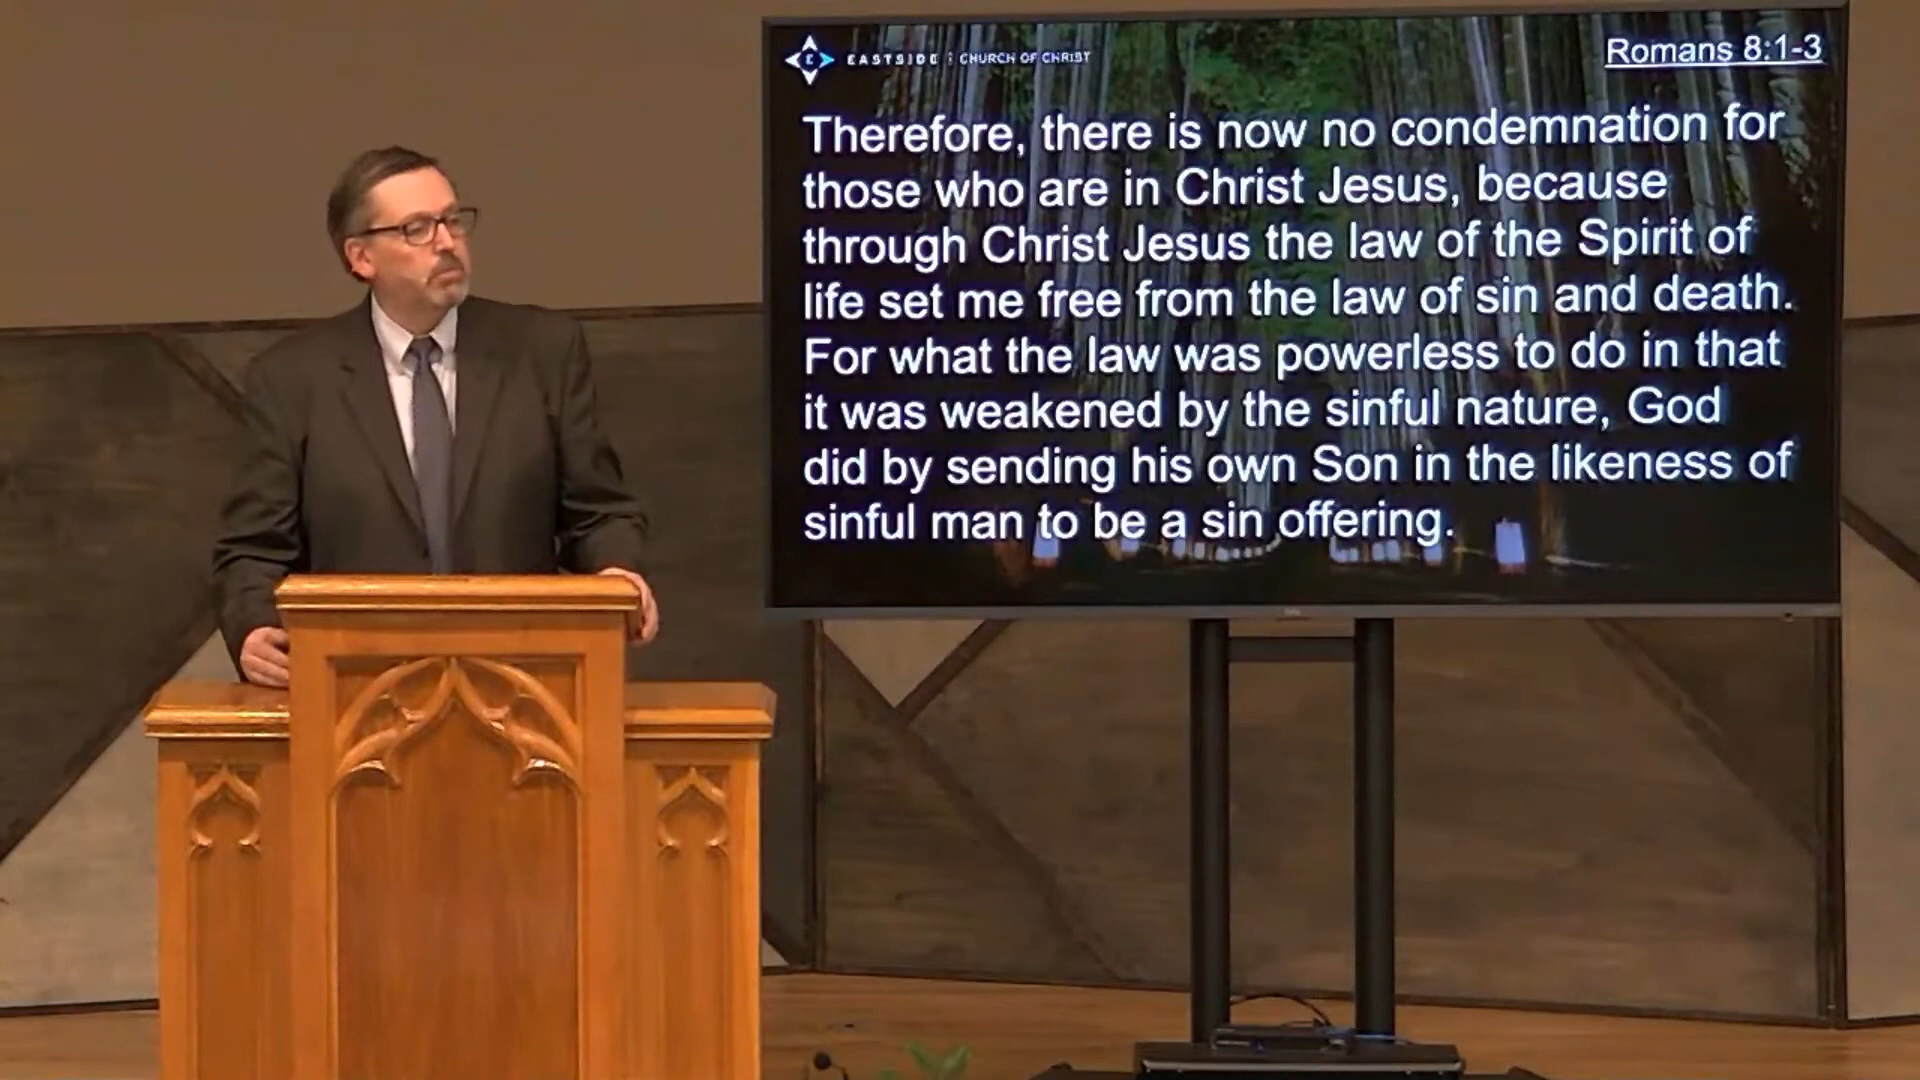 EASTSIDE CHURCH OF CHRIST
Romans 8:1-3
Therefore, there is now no condemnation for
those who are in Christ Jesus, because
through Christ Jesus the law of the Spirit of
life set me free from the law of sin and death.
For what the law was powerless to do in that
it was weakened by the sinful nature, God
did by sending his own Son in the likeness of
sinful man to be a sin offering.